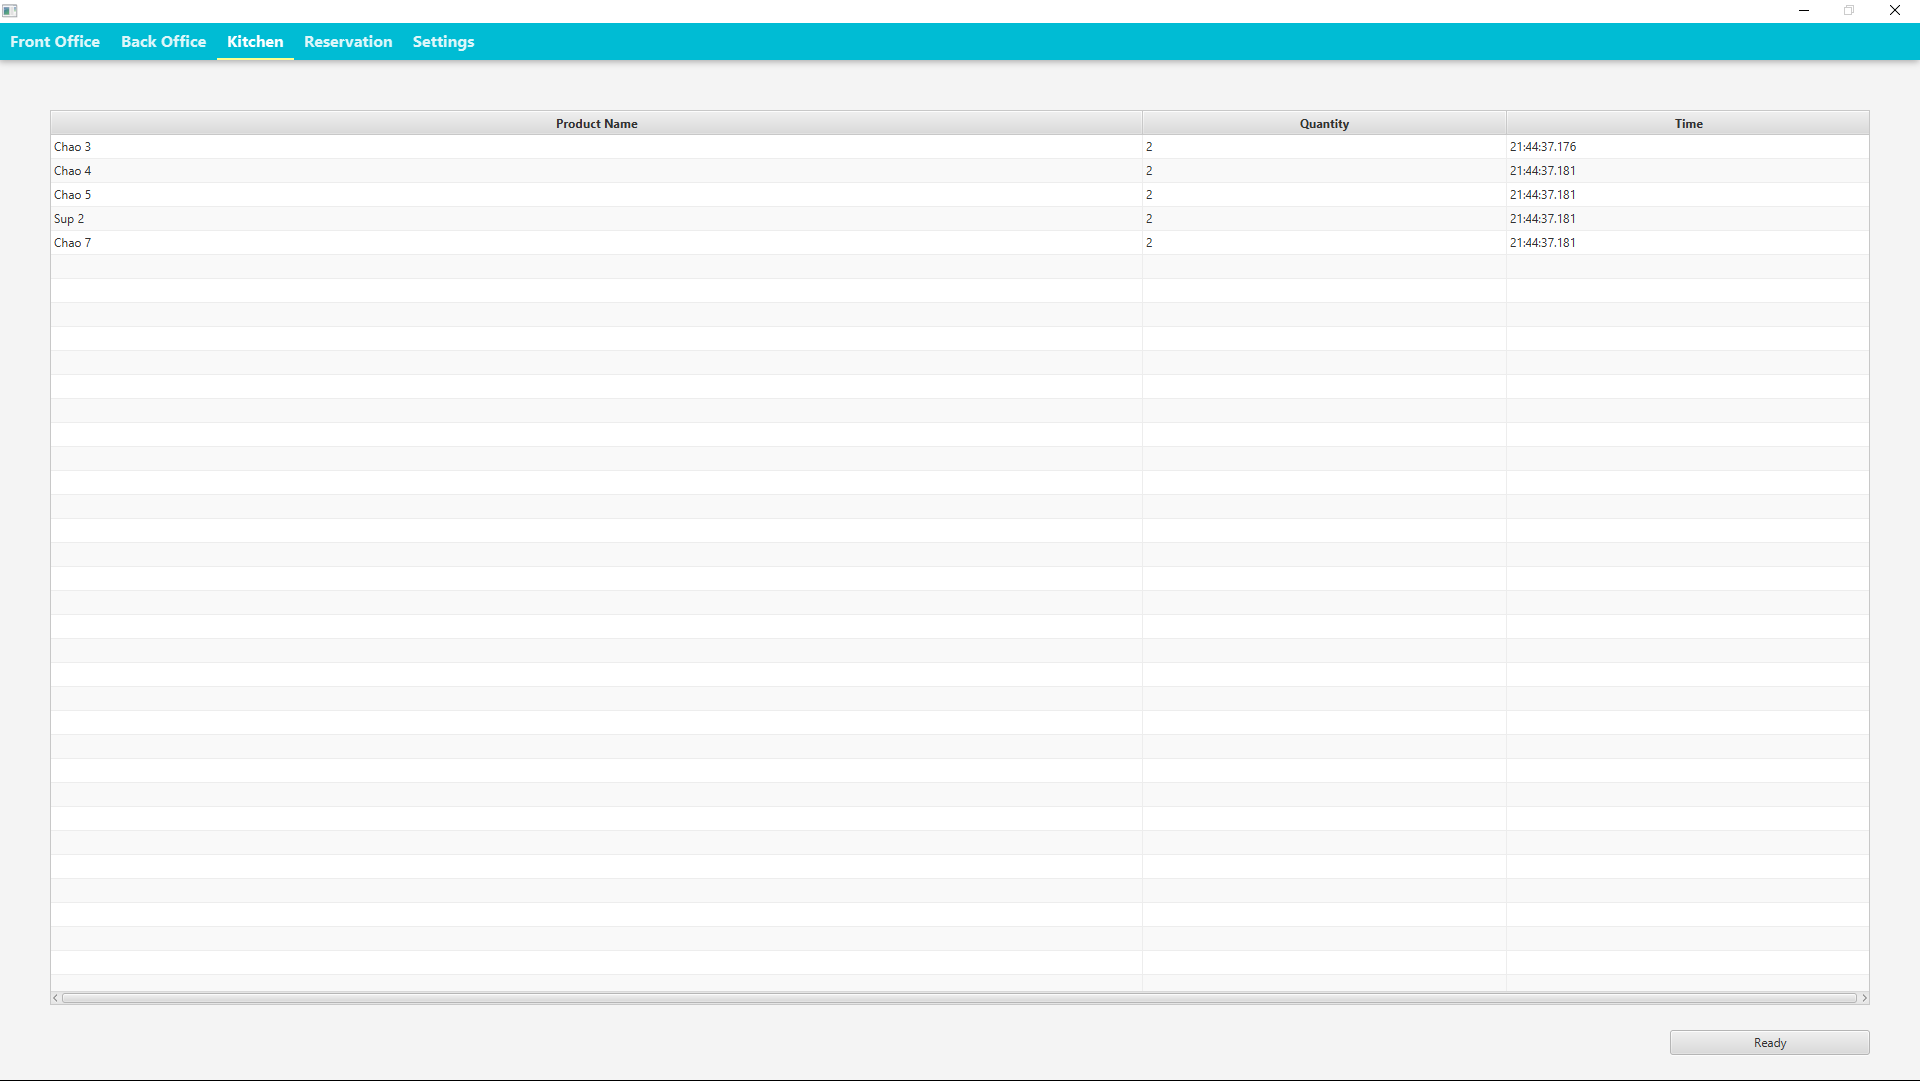 Front Office Back Office Kitchen Reservation Settings
Product Name Quantity Time
Chao 3 2 21:44:37.176
Chao 4 2 21:44:37.181
Chao 5 2 21:44:37.181
Sup 2 2 21:44:37.181
Chao 7 2 21:44:37.181
Ready